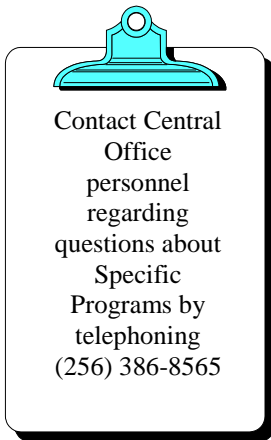 Contact Central
Office
personnel
regarding
questions about
Specific
Programs by
telephoning
(256) 386-8565